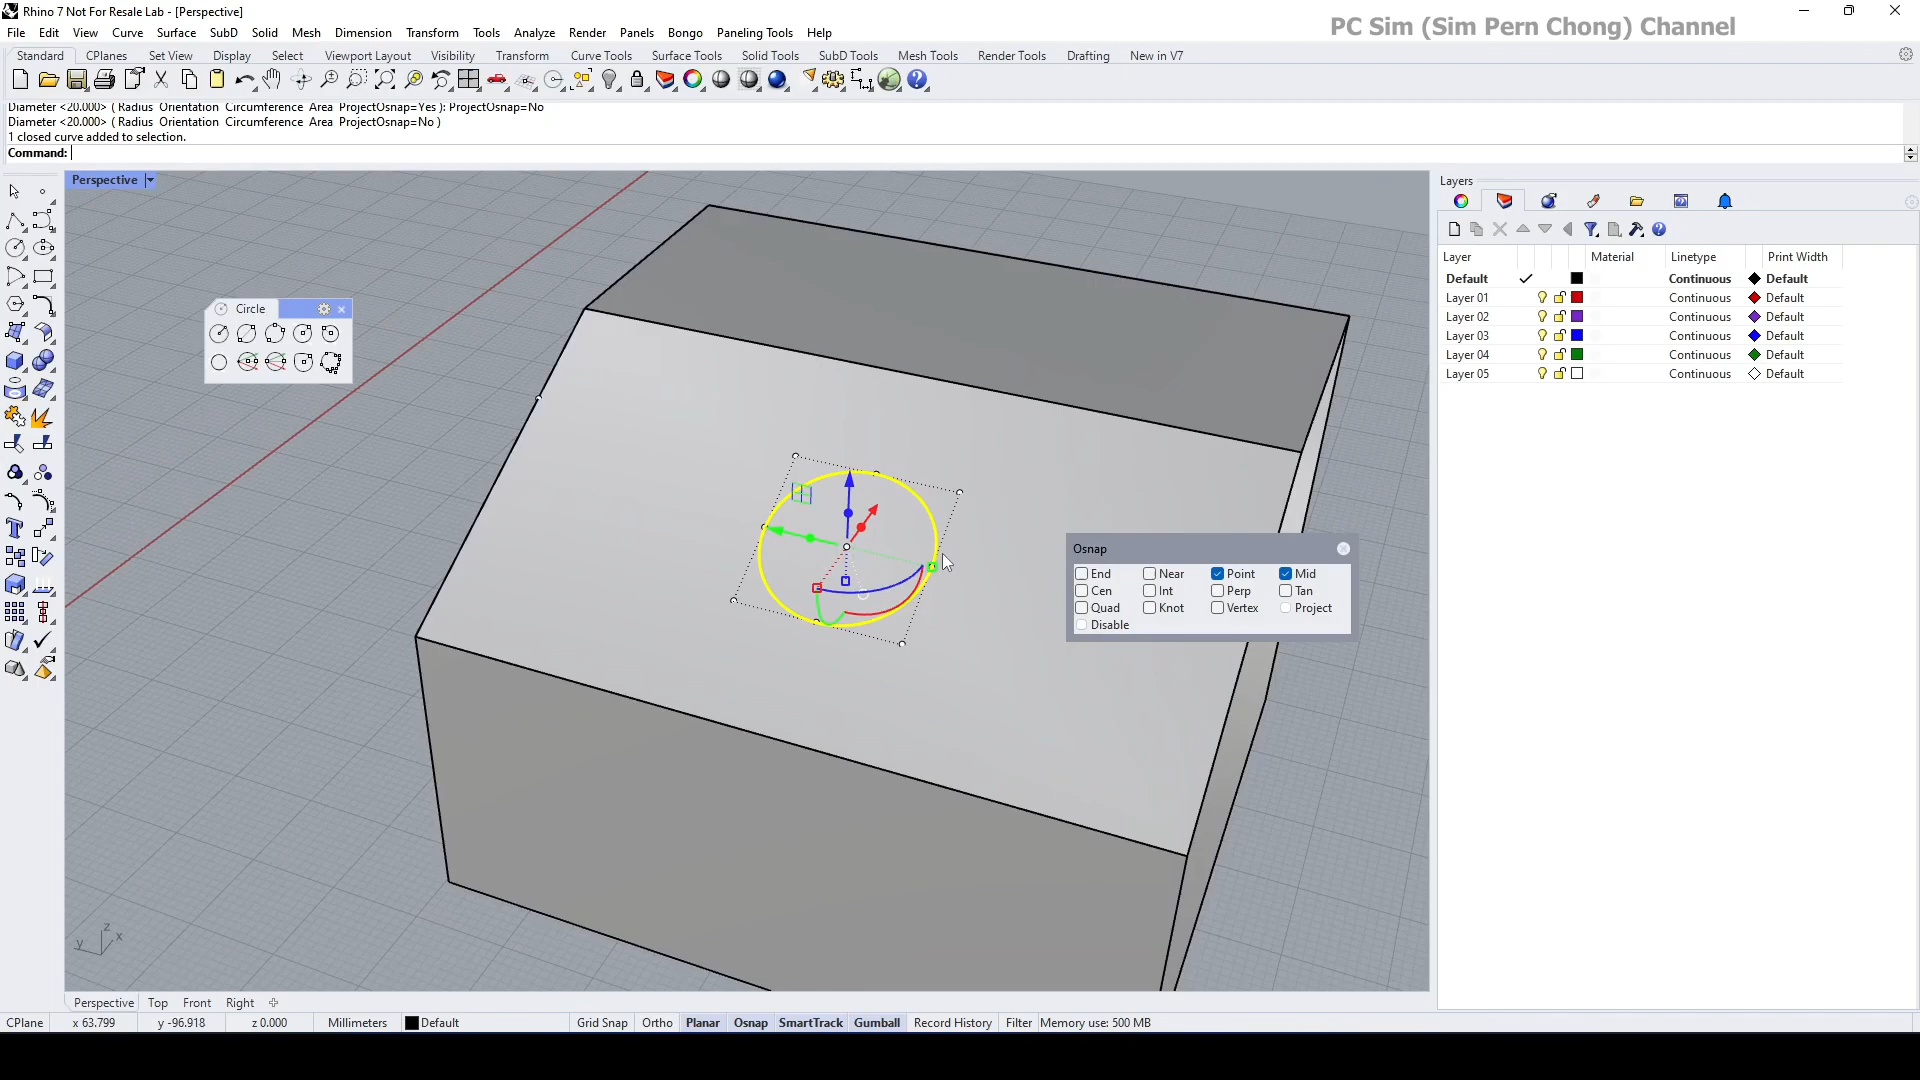 Rhino 7 Not For Resale Lab - [Perspective]
PC Sim (Sim Pern Chong) Channel
File Edit View Curve Surface SubD Solid Mesh Dimension Transform Tools Analyze Render Panels Bongo Paneling Tools Help
Standard CPlanes Set View Display Select Viewport Layout Visibility Transform Curve Tools Surface Tools Solid Tools SubD Tools Mesh Tools Render Tools Drafting New in V7
Diameter <20.000> ( Radius Orientation Circumference Area ProjectOsnap=Yes ): ProjectOsnap=No
Diameter <20.000> ( Radius Orientation Circumference Area ProjectOsnap=No )
1 closed curve added to selection.
Command:
Perspective
Circle
Osnap
End Near Point Mid
Cen Int Perp Tan
Quad Knot Vertex Project
Disable
z
y x
Layers
Layer Material Linetype Print Width
Default Continuous Default
Layer 01 Continuous Default
Layer 02 Continuous Default
Layer 03 Continuous Default
Layer 04 Continuous Default
Layer 05 Continuous Default
Perspective Top Front Right
CPlane x 63.799 y -96.918 z 0.000 Millimeters Default Grid Snap Ortho Planar Osnap SmartTrack Gumball Record History Filter Memory use: 500 MB